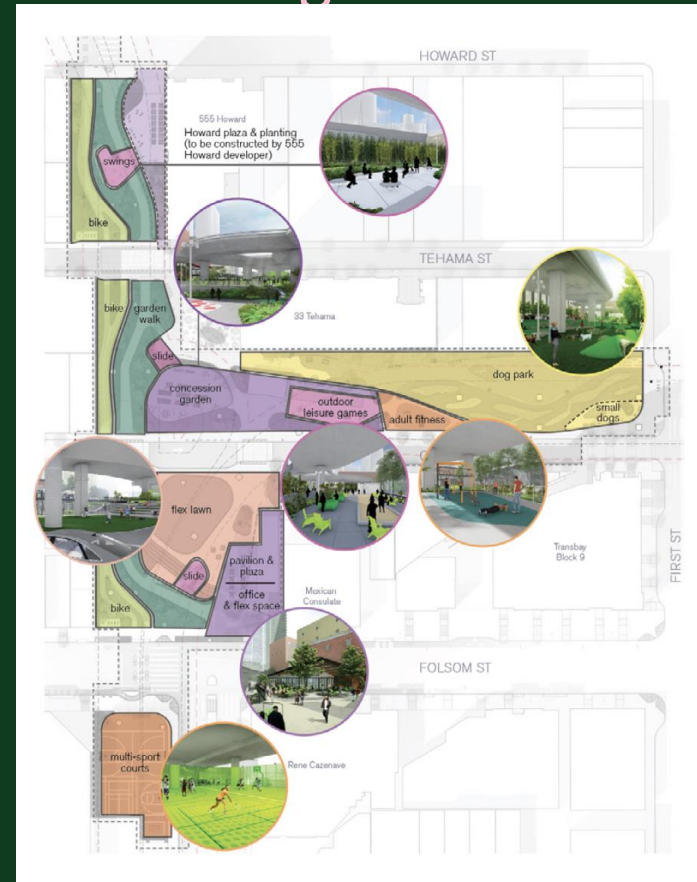 HOWARD ST
555 Howard
Howard plaza & planting
(to be constructed by 555
Howard developer)
swings
bike
TEHAMA ST
bike
garden
walk
33 Tehama
slide
dog park
concession
garden
outdoor
leisure games
adult fitness
small
dogs
flex lawn
slide
pavilion &
plaza
office
& flex space
bike
Mexican
Consulate
Transbay
Block 9
FIRST ST
FOLSOM ST
multi-sport
courts
Rene Cazenave